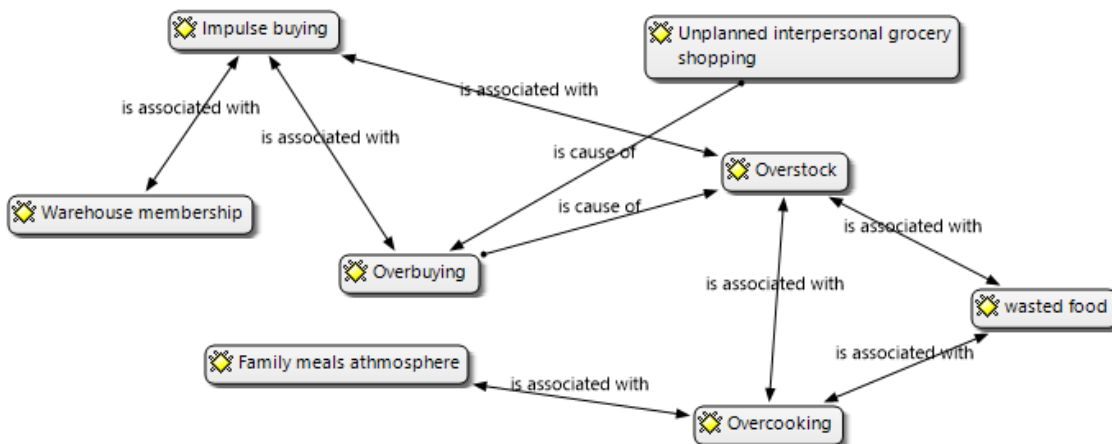 Impulse buying
Unplanned interpersonal grocery
shopping
is associated with
is associated with
is associated with
is cause of
Overstock
Warehouse membership
is cause of
is associated with
Overbuying
is associated with
wasted food
Family meals athmosphere
is associated with
is associated with
Overcooking